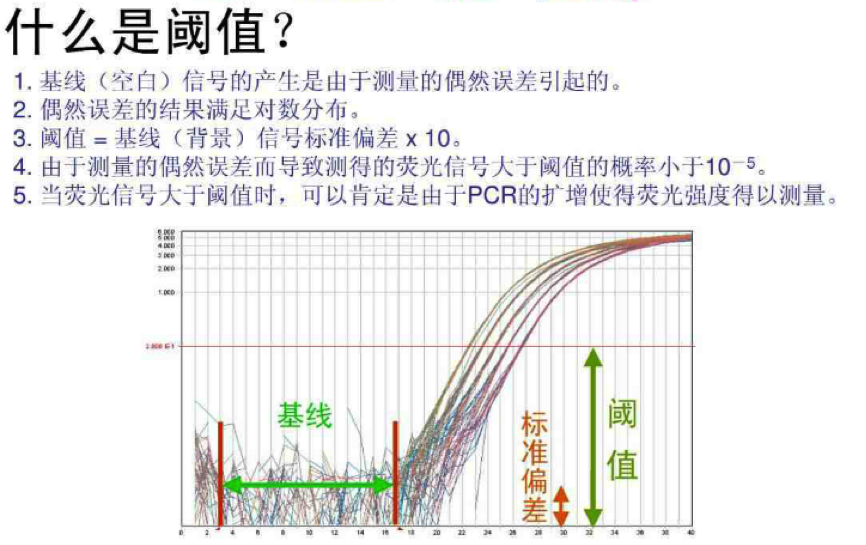 什么是阈值？
1. 基线（空白）信号的产生是由于测量的偶然误差引起的。
2. 偶然误差的结果满足对数分布。
3. 阈值 = 基线（背景）信号标准偏差 x 10。
4. 由于测量的偶然误差而导致测得的荧光信号大于阈值的概率小于10－5。
5. 当荧光信号大于阈值时，可以肯定是由于PCR的扩增使得荧光强度得以测量。
4.000
3.000
2.000
1.000
基线
标准偏差
阈值
0 2 4 6 8 10 12 14 16 18 20 22 24 26 28 30 32 34 36 38 40